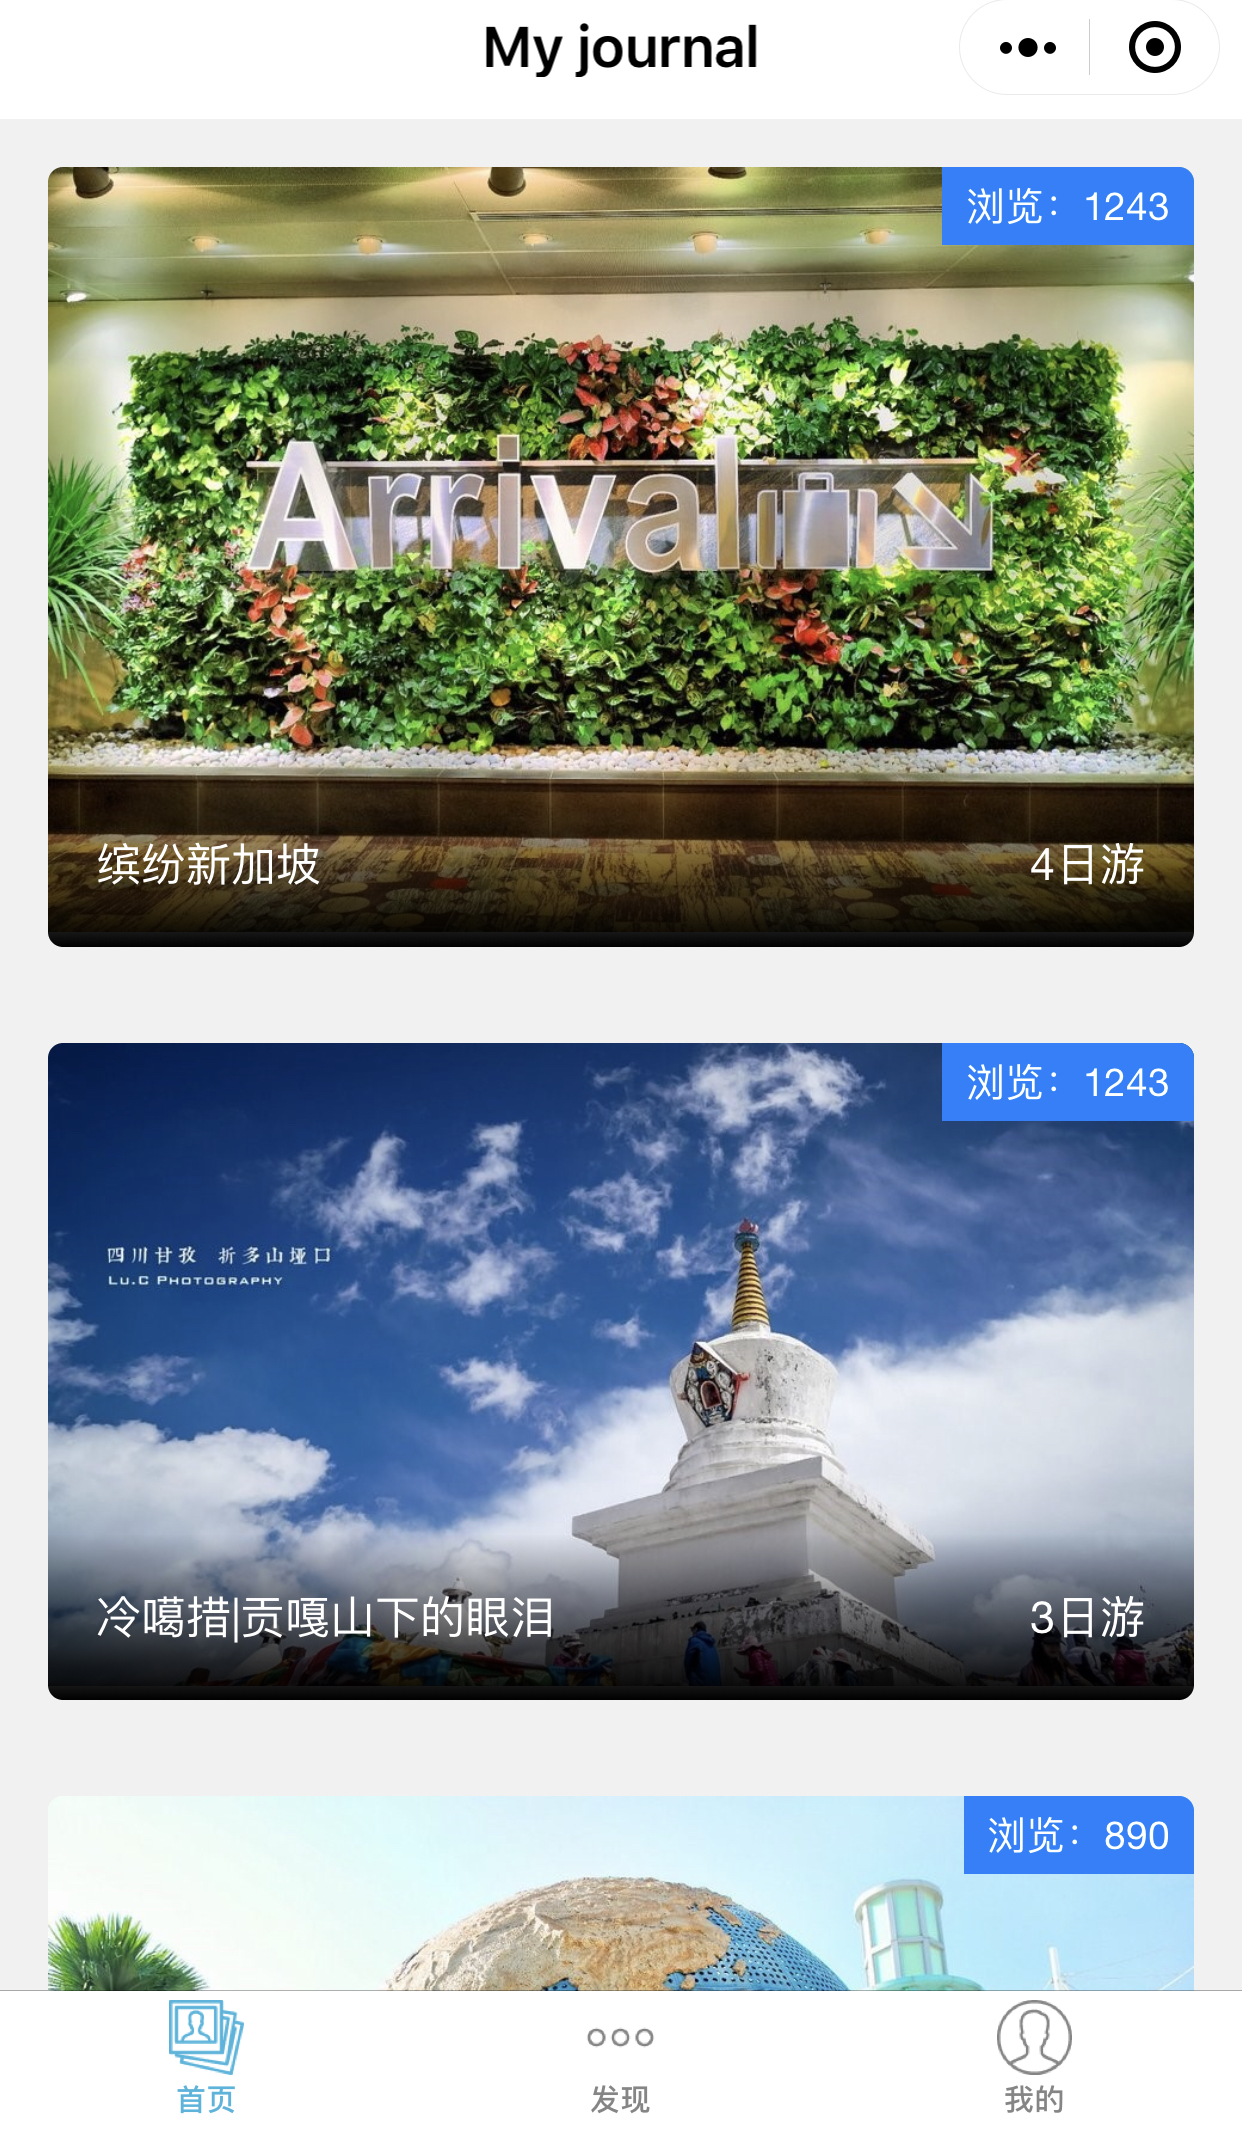 My journal
浏览：1243
Arrival
缤纷新加坡
4日游
浏览：1243
四川甘孜 折多山垭口
LU.C PHOTOGRAPHY
冷噶措|贡嘎山下的眼泪
3日游
浏览：890
首页
发现
我的